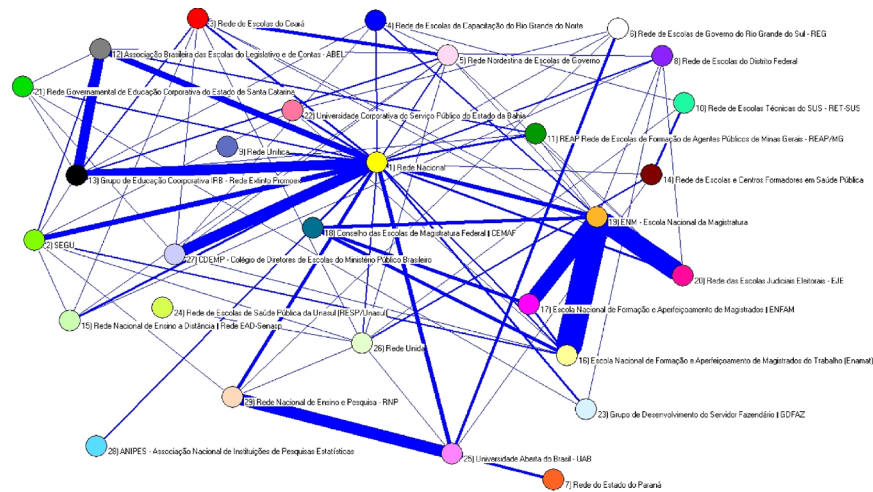 3) Rede de Escolas do Ceará
4) Rede de Escolas de Capacitação do Rio Grande do Norte
6) Rede de Escolas de Governo do Rio Grande do Sul - REG
12) Associação Brasileira das Escolas do Legislativo e de Contas - ABEL
5) Rede Nordestina de Escolas de Governo
8) Rede de Escolas do Distrito Federal
21) Rede Governamental de Educação Corporativa do Estado de Santa Catarina
10) Rede de Escolas Técnicas do SUS - RET-SUS
22) Universidade Corporativa do Serviço Público do Estado da Bahia
11) REAP Rede de Escolas de Formação de Agentes Públicos de Minas Gerais - REAP/MG
9) Rede Unifica
1) Rede Nacional
13) Grupo de Educação Coorporativa IRB - Rede Extinto Promoex
14) Rede de Escolas e Centros Formadores em Saúde Pública
19) ENM - Escola Nacional da Magistratura
18) Conselho das Escolas de Magistratura Federal | CEMAF
2) SEGU
27) CDEMP - Colégio de Diretores de Escolas do Ministério Público Brasileiro
20) Rede das Escolas Judiciais Eleitorais - EJE
17) Escola Nacional de Formação e Aperfeiçoamento de Magistrados | ENFAM
24) Rede de Escolas de Saúde Pública da Unasul (RESP/Unasul)
15) Rede Nacional de Ensino a Distância | Rede EAD-Senasp
26) Rede Unida
16) Escola Nacional de Formação e Aperfeiçoamento de Magistrados do Trabalho (Enamat)
29) Rede Nacional de Ensino e Pesquisa - RNP
23) Grupo de Desenvolvimento do Servidor Fazendário | GDFAZ
28) ANIPES - Associação Nacional de Instituições de Pesquisas Estatísticas
25) Universidade Aberta do Brasil - UAB
7) Rede do Estado do Paraná